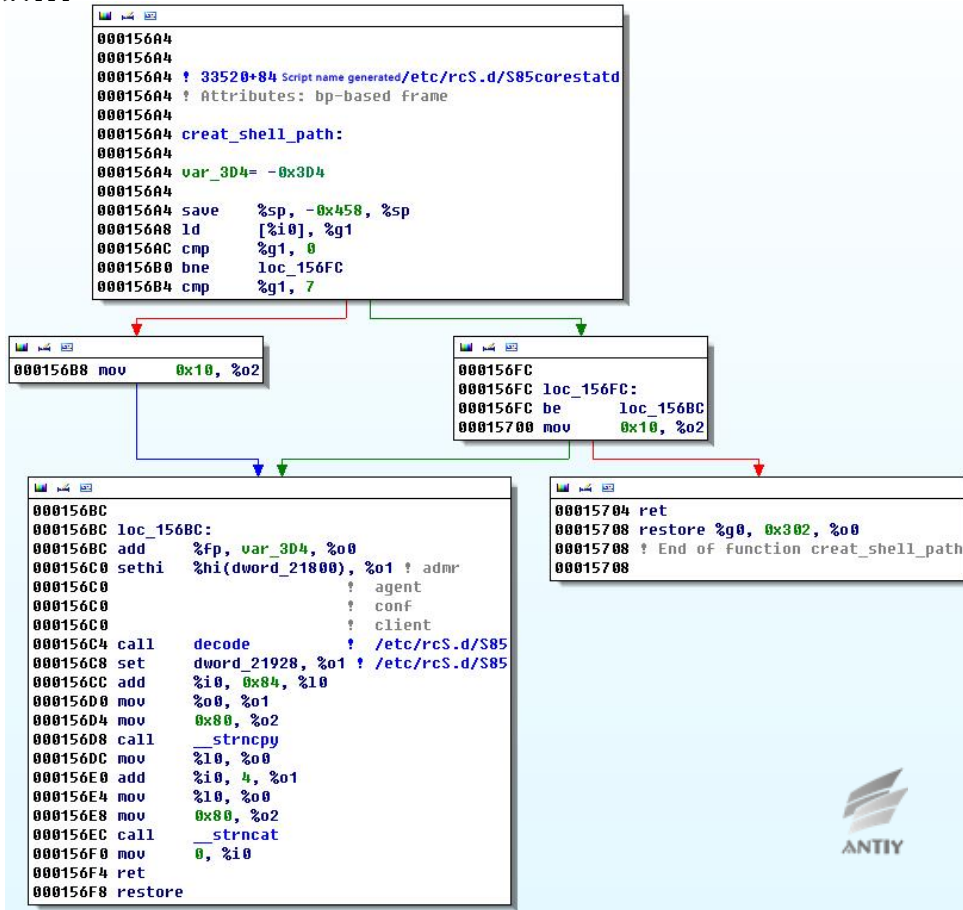 000156A4
000156A4
000156A4 ! 33520+84 Script name generated/etc/rcS.d/S85corestatd
000156A4 ! Attributes: bp-based frame
000156A4
000156A4 creat_shell_path:
000156A4
000156A4 var_3D4= -0x3D4
000156A4
000156A4 save %sp, -0x458, %sp
000156A8 ld [%i0], %g1
000156AC cmp %g1, 0
000156B0 bne loc_156FC
000156B4 cmp %g1, 7
000156B8 mov 0x10, %o2
000156FC
000156FC loc_156FC:
000156FC be loc_156BC
00015700 mov 0x10, %o2
000156BC
000156BC loc_156BC:
000156BC add %fp, var_3D4, %o0
000156C0 sethi %hi(dword_21800), %o1 ! admr
000156C0 ! agent
000156C0 ! conf
000156C0 ! client
000156C4 call decode ! /etc/rcS.d/S85
000156C8 set dword_21928, %o1 ! /etc/rcS.d/S85
000156CC add %i0, 0x84, %l0
000156D0 mov %o0, %o1
000156D4 mov 0x80, %o2
000156D8 call __strncpy
000156DC mov %l0, %o0
000156E0 add %i0, 4, %o1
000156E4 mov %l0, %o0
000156E8 mov 0x80, %o2
000156EC call __strncat
000156F0 mov 0, %i0
000156F4 ret
000156F8 restore
00015704 ret
00015708 restore %g0, 0x302, %o0
00015708 ! End of function creat_shell_path
00015708
ANTIY